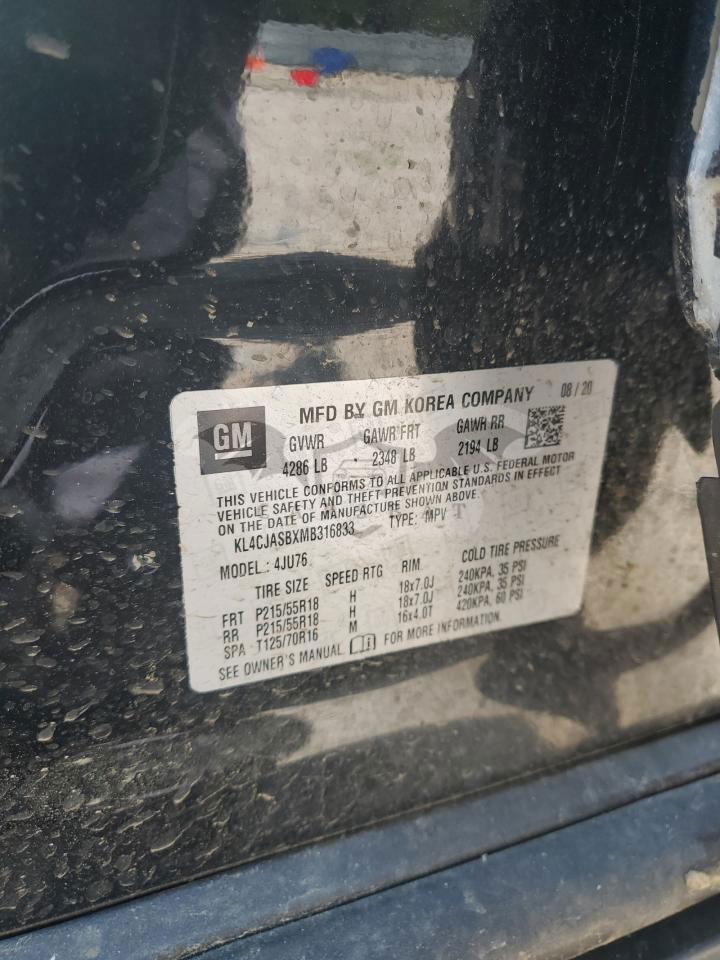 GM
MFD BY GM KOREA COMPANY 08 / 20
GVWR GAWR FRT GAWR RR
4286 LB 2348 LB 2194 LB
THIS VEHICLE CONFORMS TO ALL APPLICABLE U.S. FEDERAL MOTOR
VEHICLE SAFETY AND THEFT PREVENTION STANDARDS IN EFFECT
ON THE DATE OF MANUFACTURE SHOWN ABOVE.
KL4CJASBXMB316833 TYPE: MPV
MODEL : 4JU76
TIRE SIZE SPEED RTG RIM COLD TIRE PRESSURE
FRT P215/55R18 H 18x7.0J 240KPA, 35 PSI
RR P215/55R18 H 18x7.0J 240KPA, 35 PSI
SPA T125/70R16 M 16x4.0T 420KPA, 60 PSI
SEE OWNER'S MANUAL FOR MORE INFORMATION.